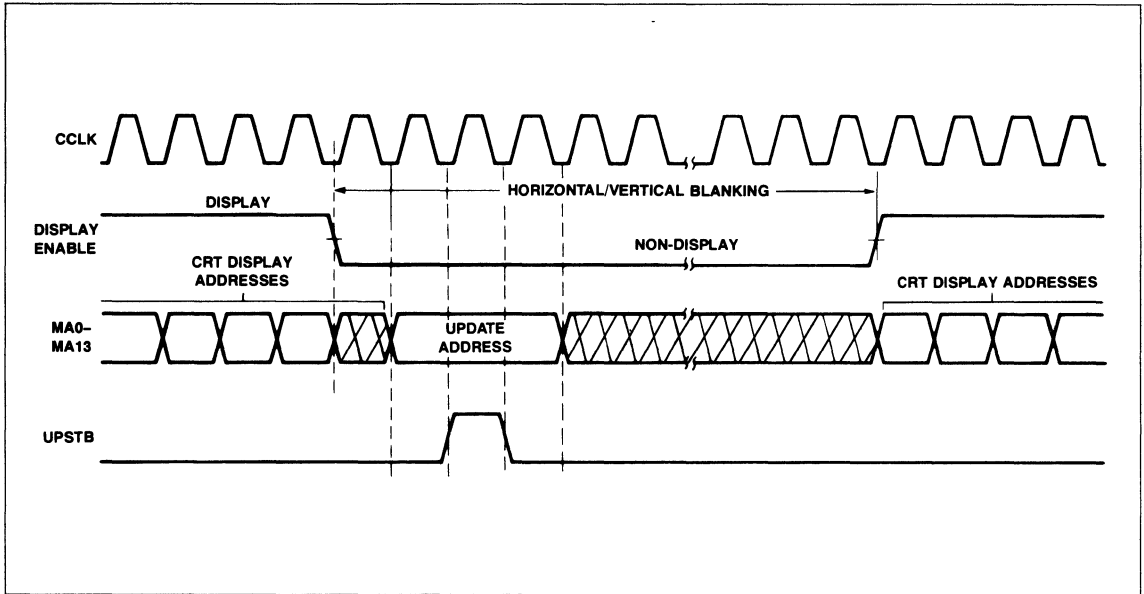 CCLK
HORIZONTAL/VERTICAL BLANKING
DISPLAY
DISPLAY
ENABLE
NON-DISPLAY
CRT DISPLAY
ADDRESSES
CRT DISPLAY ADDRESSES
MA0–
MA13
UPDATE
ADDRESS
UPSTB